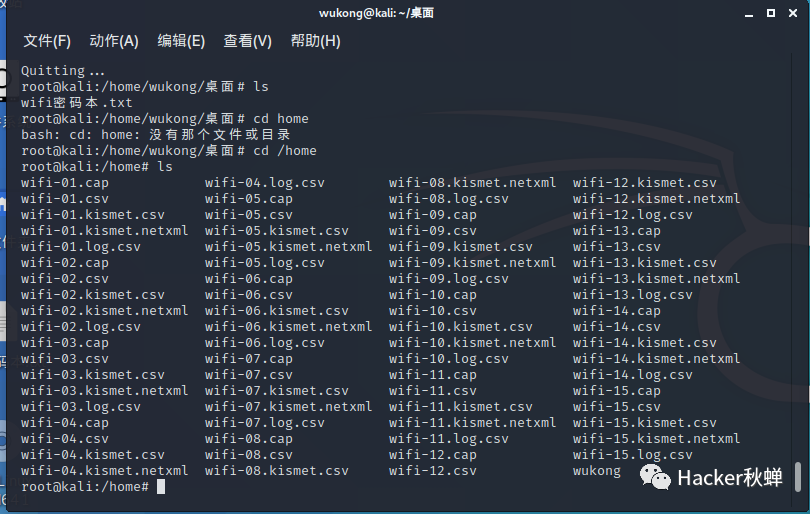 wukong@kali: ~/桌面
文件(F) 动作(A) 编辑(E) 查看(V) 帮助(H)
Quitting...
root@kali:/home/wukong/桌面# ls
wifi密码本.txt
root@kali:/home/wukong/桌面# cd home
bash: cd: home: 没有那个文件或目录
root@kali:/home/wukong/桌面# cd /home
root@kali:/home# ls
wifi-01.cap wifi-04.log.csv wifi-08.kismet.netxml wifi-12.kismet.csv
wifi-01.csv wifi-05.cap wifi-08.log.csv wifi-12.kismet.netxml
wifi-01.kismet.csv wifi-05.csv wifi-09.cap wifi-12.log.csv
wifi-01.kismet.netxml wifi-05.kismet.csv wifi-09.csv wifi-13.cap
wifi-01.log.csv wifi-05.kismet.netxml wifi-09.kismet.csv wifi-13.csv
wifi-02.cap wifi-05.log.csv wifi-09.kismet.netxml wifi-13.kismet.csv
wifi-02.csv wifi-06.cap wifi-09.log.csv wifi-13.kismet.netxml
wifi-02.kismet.csv wifi-06.csv wifi-10.cap wifi-13.log.csv
wifi-02.kismet.netxml wifi-06.kismet.csv wifi-10.csv wifi-14.cap
wifi-02.log.csv wifi-06.kismet.netxml wifi-10.kismet.csv wifi-14.csv
wifi-03.cap wifi-06.log.csv wifi-10.kismet.netxml wifi-14.kismet.csv
wifi-03.csv wifi-07.cap wifi-10.log.csv wifi-14.kismet.netxml
wifi-03.kismet.csv wifi-07.csv wifi-11.cap wifi-14.log.csv
wifi-03.kismet.netxml wifi-07.kismet.csv wifi-11.csv wifi-15.cap
wifi-03.log.csv wifi-07.kismet.netxml wifi-11.kismet.csv wifi-15.csv
wifi-04.cap wifi-07.log.csv wifi-11.kismet.netxml wifi-15.kismet.csv
wifi-04.csv wifi-08.cap wifi-11.log.csv wifi-15.kismet.netxml
wifi-04.kismet.csv wifi-08.csv wifi-12.cap wifi-15.log.csv
wifi-04.kismet.netxml wifi-08.kismet.csv wifi-12.csv wukong
root@kali:/home#
Hacker秋蝉